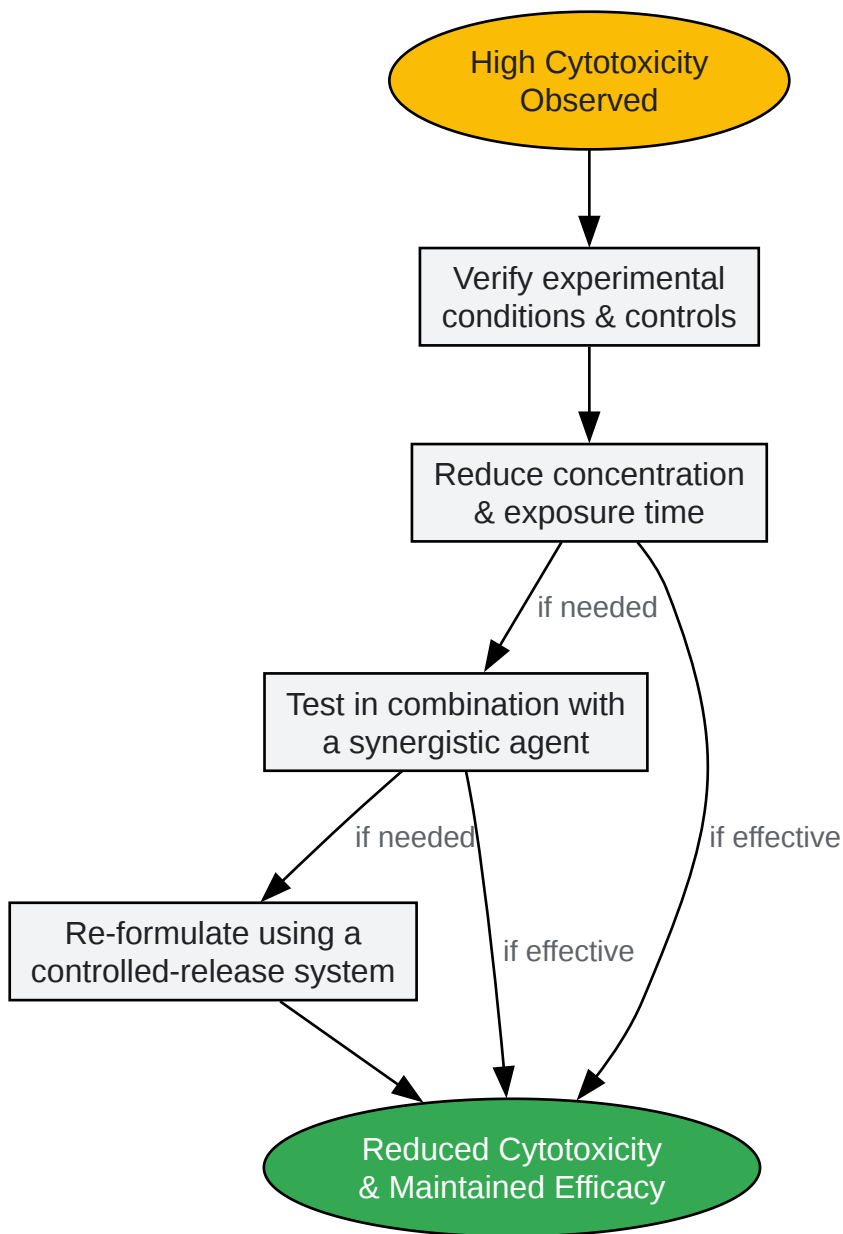 High Cytotoxicity
Observed
Verify experimental
conditions & controls
Reduce concentration
& exposure time
if needed
Test in combination with
a synergistic agent
if needed
if effective
Re-formulate using a
controlled-release system
if effective
Reduced Cytotoxicity
& Maintained Efficacy